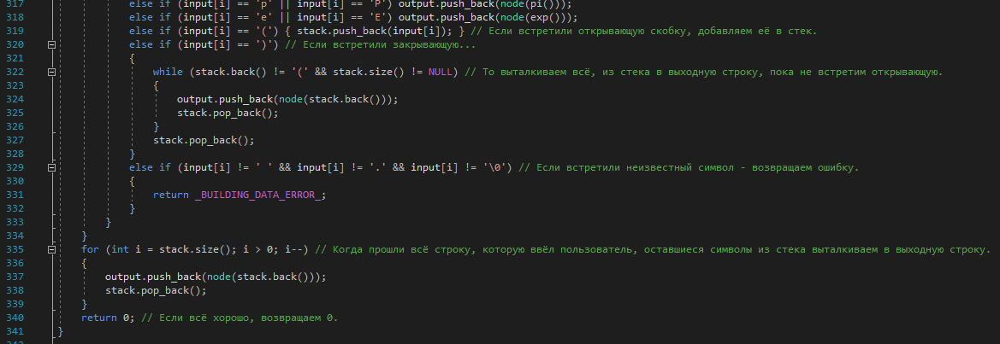 317 else if (input[i] == 'p' || input[i] == 'P') output.push_back(node(pi()));
318 else if (input[i] == 'e' || input[i] == 'E') output.push_back(node(exp()));
319 else if (input[i] == '(') { stack.push_back(input[i]); } // Если встретили открывающую скобку, добавляем её в стек.
320 else if (input[i] == ')') // Если встретили закрывающую...
321 {
322 while (stack.back() != '(' && stack.size() != NULL) // То выталкиваем всё, из стека в выходную строку, пока не встретим открывающую.
323 {
324 output.push_back(node(stack.back()));
325 stack.pop_back();
326 }
327 stack.pop_back();
328 }
329 else if (input[i] != ' ' && input[i] != '.' && input[i] != '\0') // Если встретили неизвестный символ - возвращаем ошибку.
330 {
331 return _BUILDING_DATA_ERROR_;
332 }
333 }
334 }
335 for (int i = stack.size(); i > 0; i--) // Когда прошли всё строку, которую ввёл пользователь, оставшиеся символы из стека выталкиваем в выходную строку.
336 {
337 output.push_back(node(stack.back()));
338 stack.pop_back();
339 }
340 return 0; // Если всё хорошо, возвращаем 0.
341 }